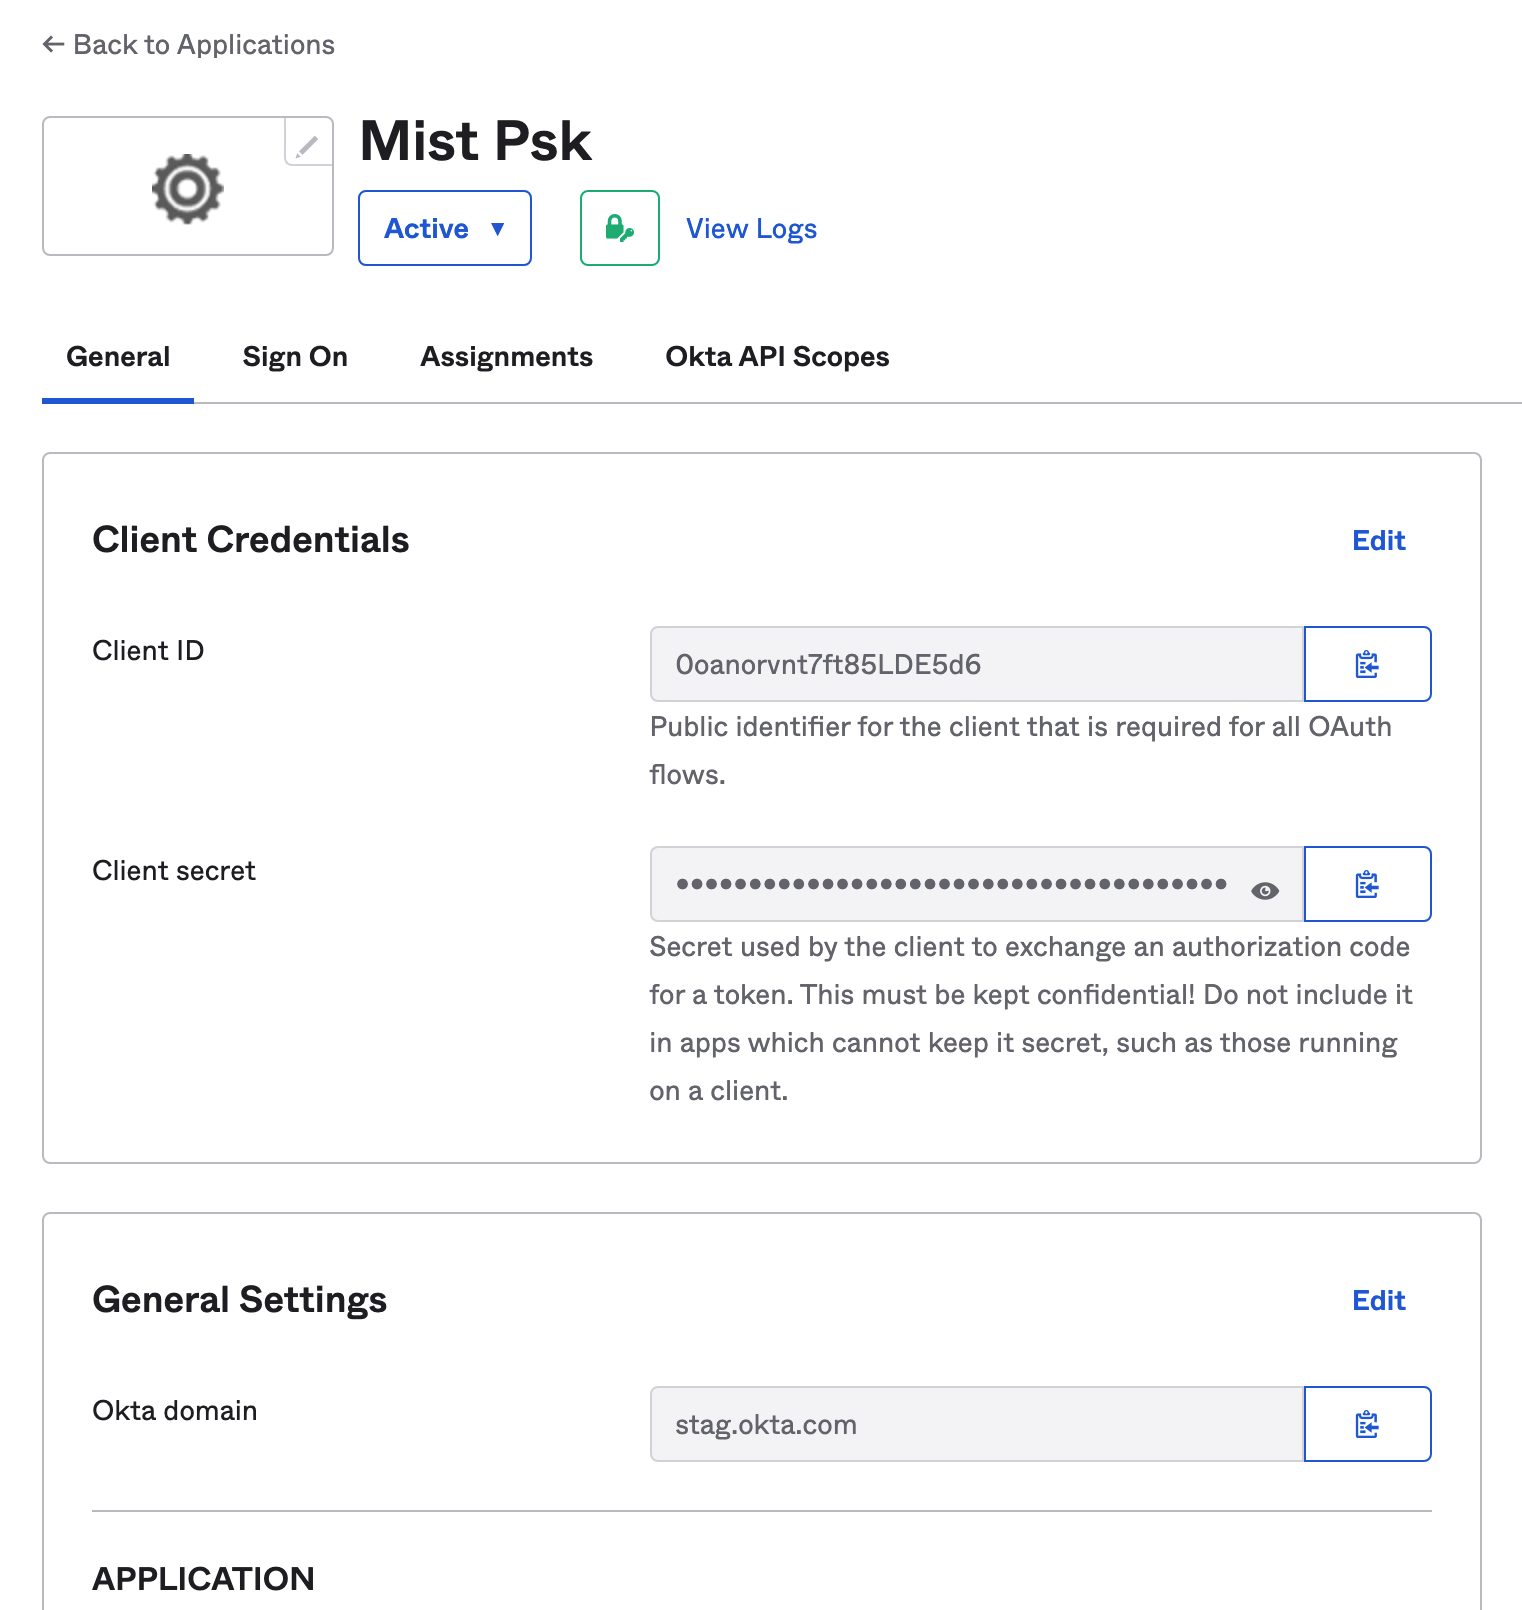 ← Back to Applications
Mist Psk
Active ▼
View Logs
General Sign On Assignments Okta API Scopes
Client Credentials Edit
Client ID
0oanorvnt7ft85LDE5d6
Public identifier for the client that is required for all OAuth
flows.
Client secret
••••••••••••••••••••••••••••••••••••••
Secret used by the client to exchange an authorization code
for a token. This must be kept confidential! Do not include it
in apps which cannot keep it secret, such as those running
on a client.
General Settings Edit
Okta domain
stag.okta.com
APPLICATION